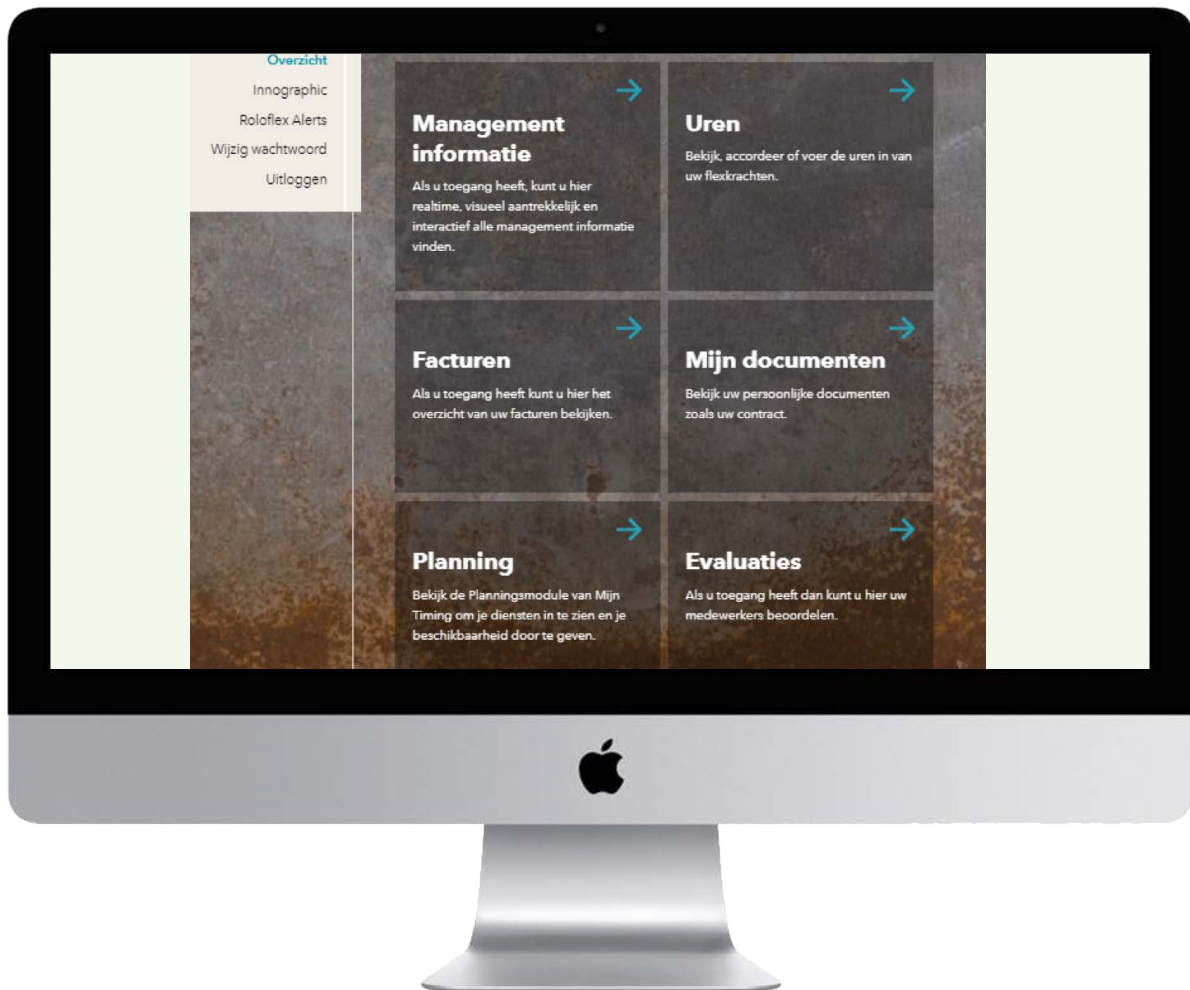 Overzicht
Innographic
Roloflex Alerts
Wijzig wachtwoord
Uitloggen
Management
informatie
Als u toegang heeft, kunt u hier
realtime, visueel aantrekkelijk en
interactief alle management informatie
vinden.
Uren
Bekijk, accordeer of voer de uren in van
uw flexkrachten.
Facturen
Als u toegang heeft kunt u hier het
overzicht van uw facturen bekijken.
Mijn documenten
Bekijk uw persoonlijke documenten
zoals uw contract.
Planning
Bekijk de Planningsmodule van Mijn
Timing om je diensten in te zien en je
beschikbaarheid door te geven.
Evaluaties
Als u toegang heeft dan kunt u hier uw
medewerkers beoordelen.